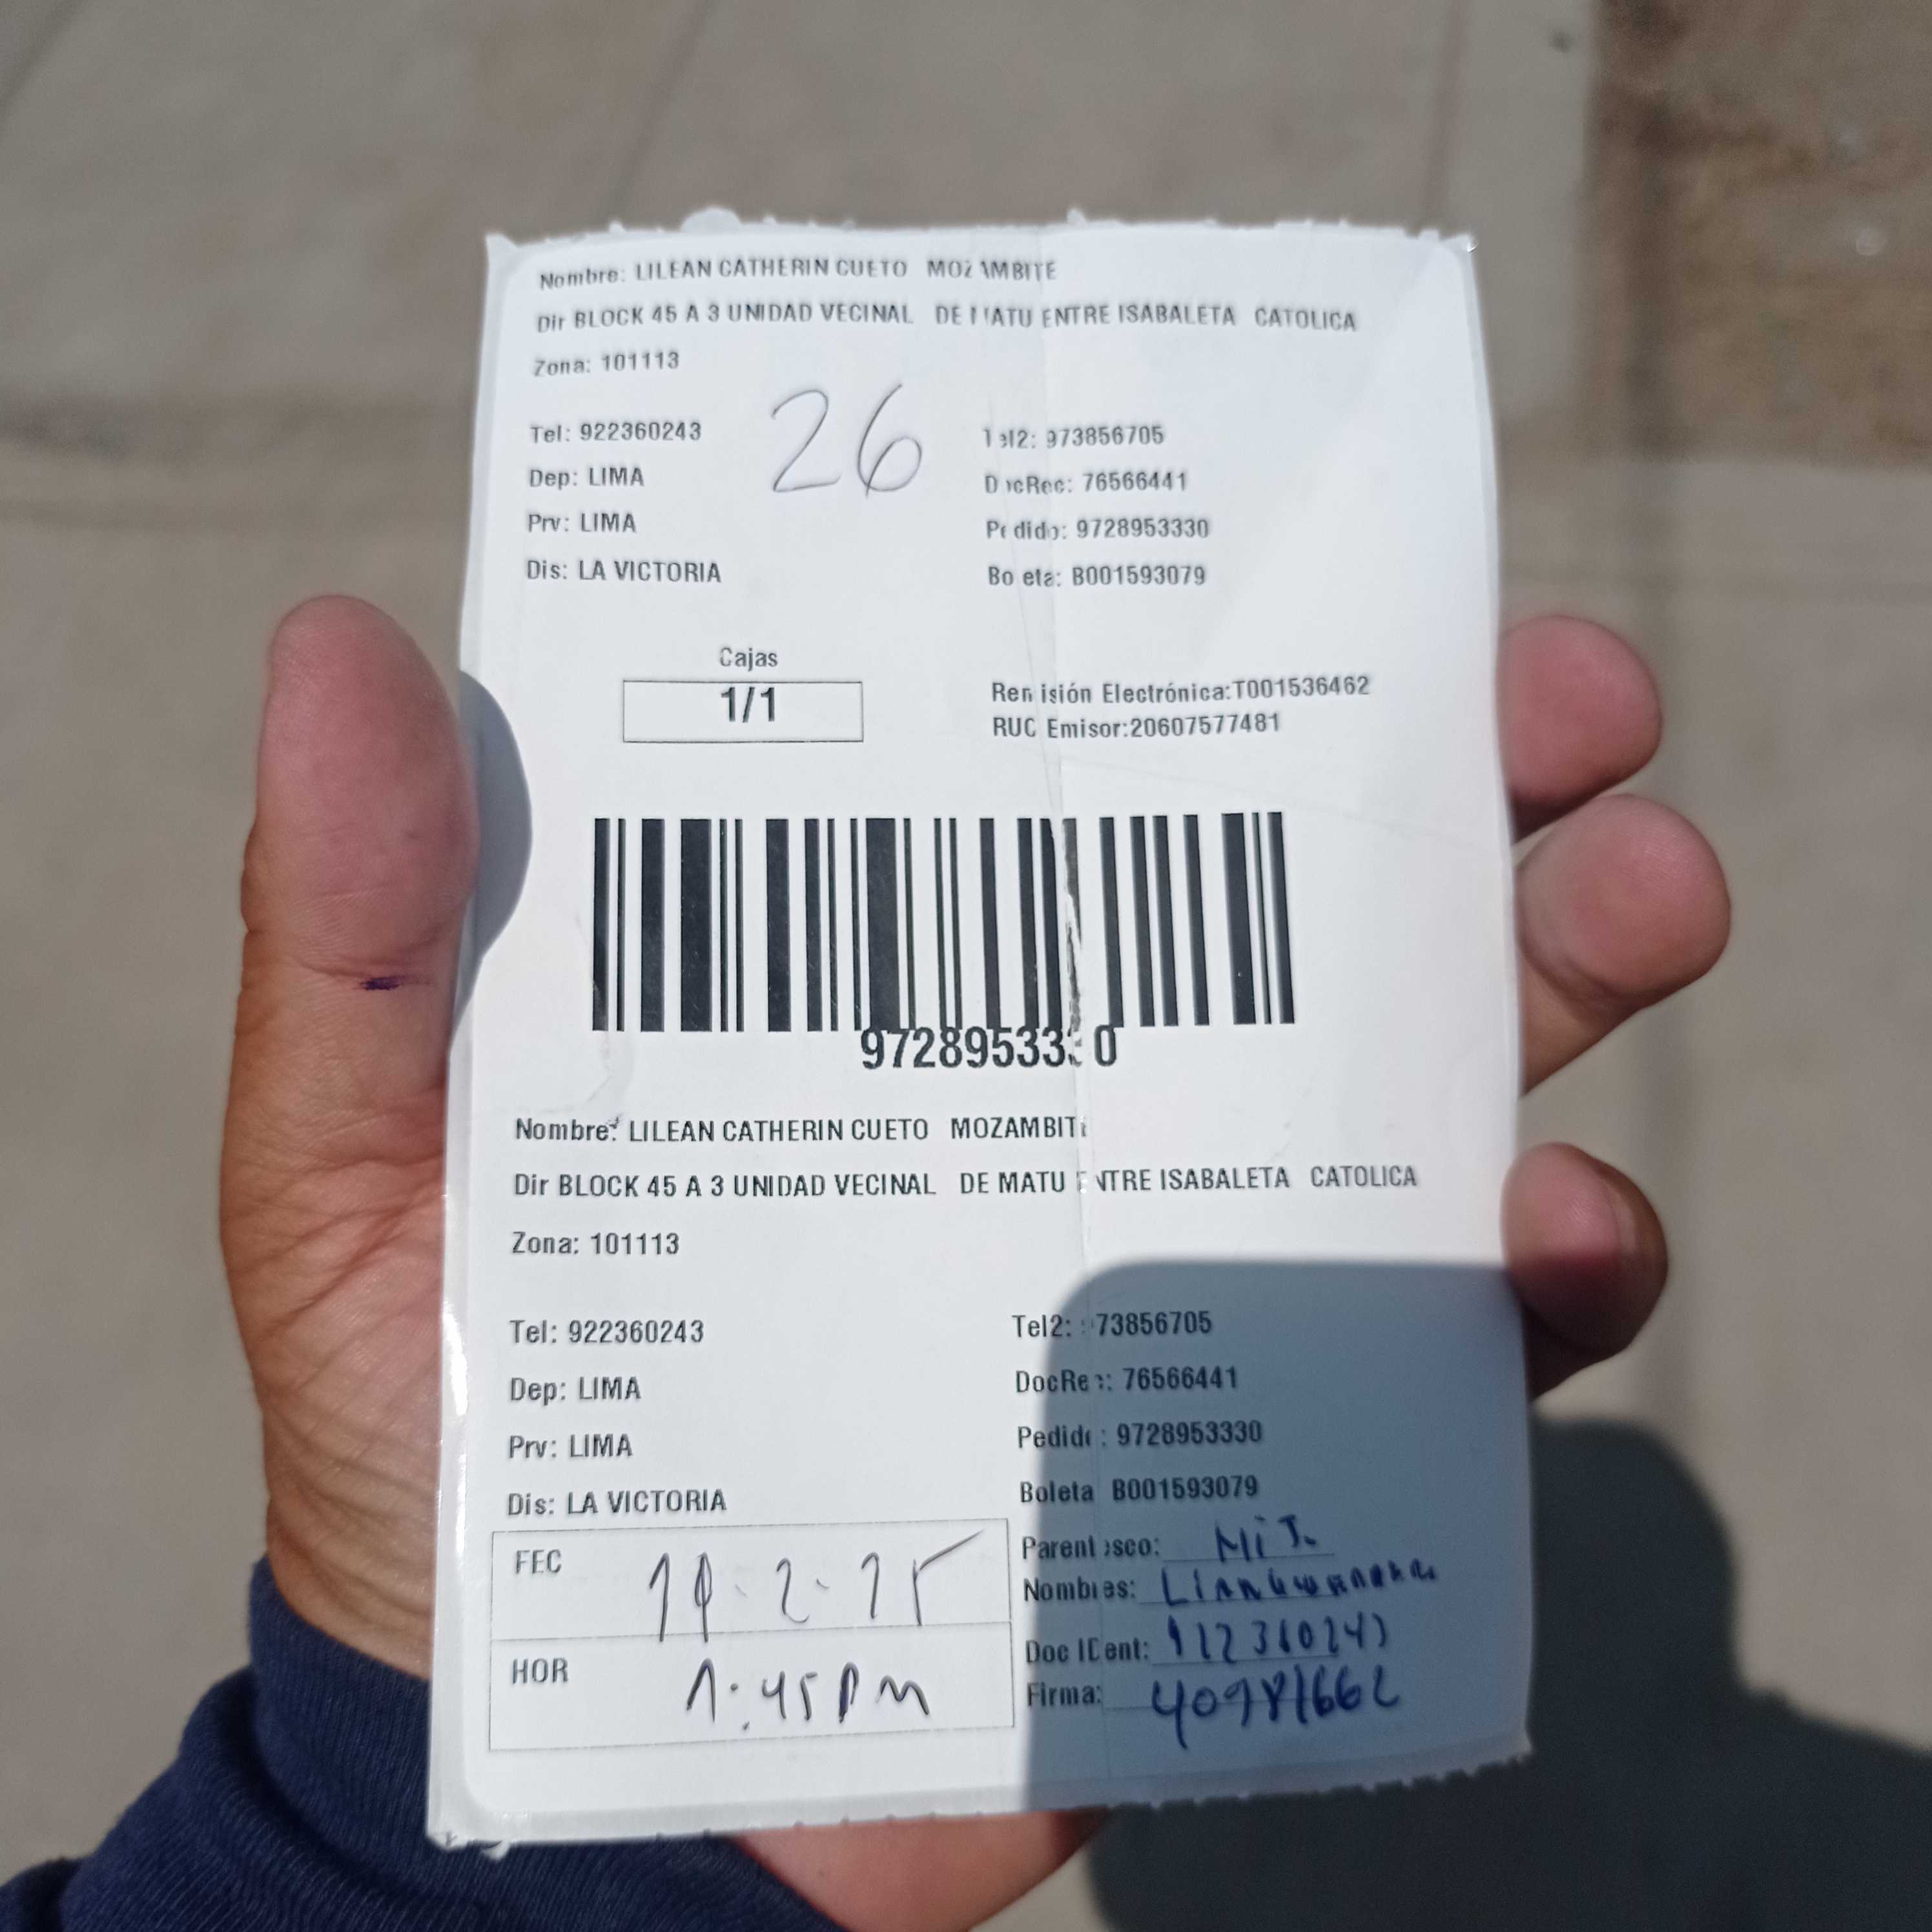 Nombre: LILEAN CATHERIN CUETO MOZAMBITE
Dir BLOCK 45 A 3 UNIDAD VECINAL DE MATU ENTRE ISABALETA CATOLICA
Zona: 101113
26
Tel: 922360243 Tel2: 973856705
Dep: LIMA DocRec: 76566441
Prv: LIMA Pedido: 9728953330
Dis: LA VICTORIA Boleta: B001593079
Cajas
1/1
Remisión Electrónica:T001536462
RUC Emisor:20607577481
9728953330
Nombre: LILEAN CATHERIN CUETO MOZAMBITE
Dir BLOCK 45 A 3 UNIDAD VECINAL DE MATU ENTRE ISABALETA CATOLICA
Zona: 101113
Tel: 922360243 Tel2: 973856705
Dep: LIMA DocRec: 76566441
Prv: LIMA Pedido: 9728953330
Dis: LA VICTORIA Boleta: B001593079
FEC
HOR 1:45 PM
Parentesco:
Nombres:
Doc IDent:
Firma: 40981662